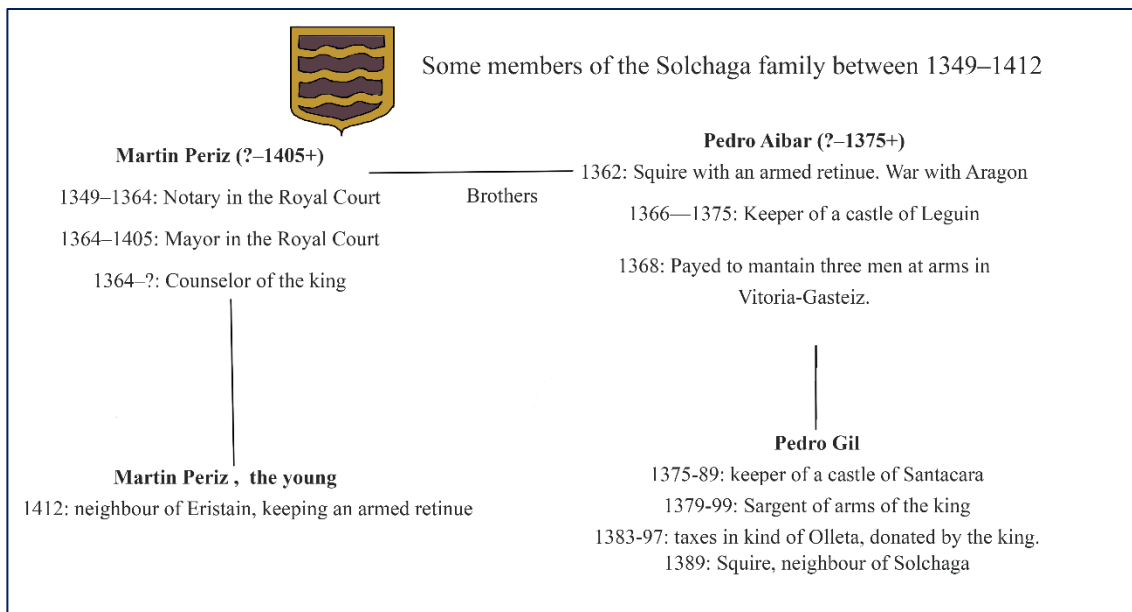 Some members of the Solchaga family between 1349–1412
Martin Periz (?–1405+)
1349–1364: Notary in the Royal Court
1364–1405: Mayor in the Royal Court
1364–?: Counselor of the king
Brothers
Pedro Aibar (?–1375+)
1362: Squire with an armed retinue. War with Aragon
1366—1375: Keeper of a castle of Leguin
1368: Payed to mantain three men at arms in
Vitoria-Gasteiz.
Martin Periz , the young
1412: neighbour of Eristain, keeping an armed retinue
Pedro Gil
1375-89: keeper of a castle of Santacara
1379-99: Sargent of arms of the king
1383-97: taxes in kind of Olleta, donated by the king.
1389: Squire, neighbour of Solchaga